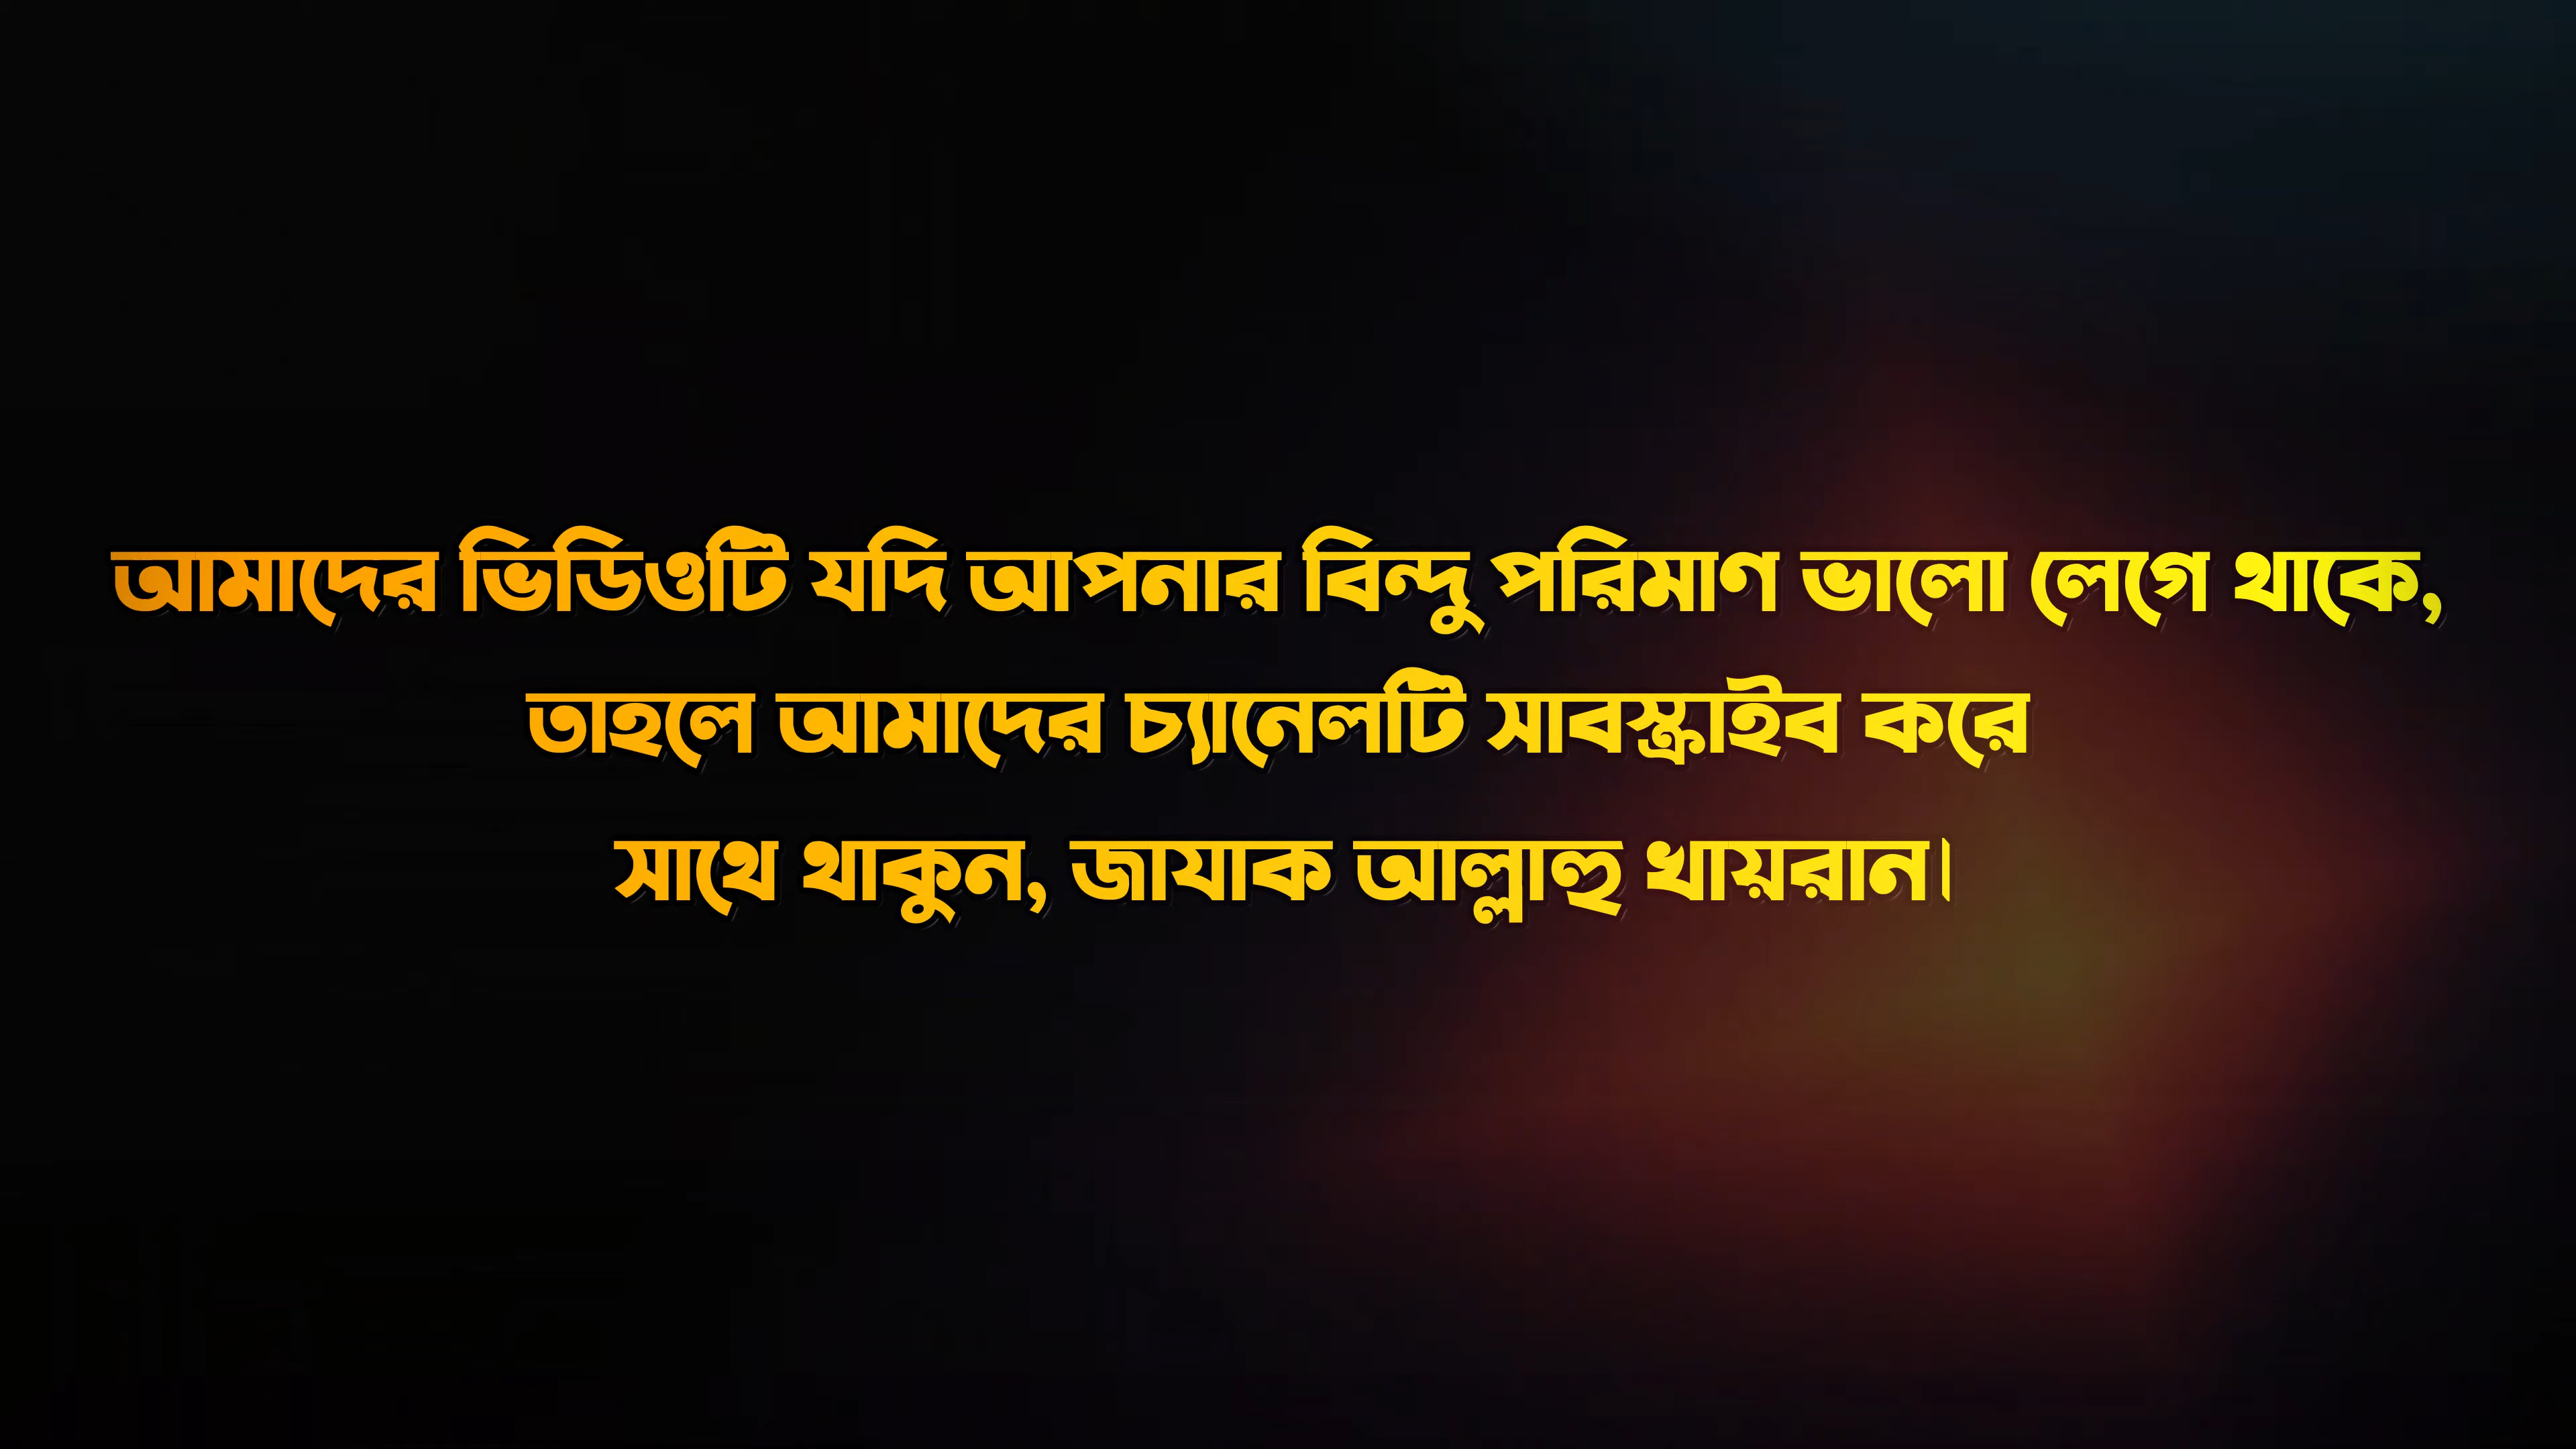 আমাদের ভিডিওটি যদি আপনার বিন্দু পরিমাণ ভালো লেগে থাকে,
তাহলে আমাদের চ্যানেলটি সাবস্ক্রাইব করে
সাথে থাকুন, জাযাক আল্লাহু খায়রান।